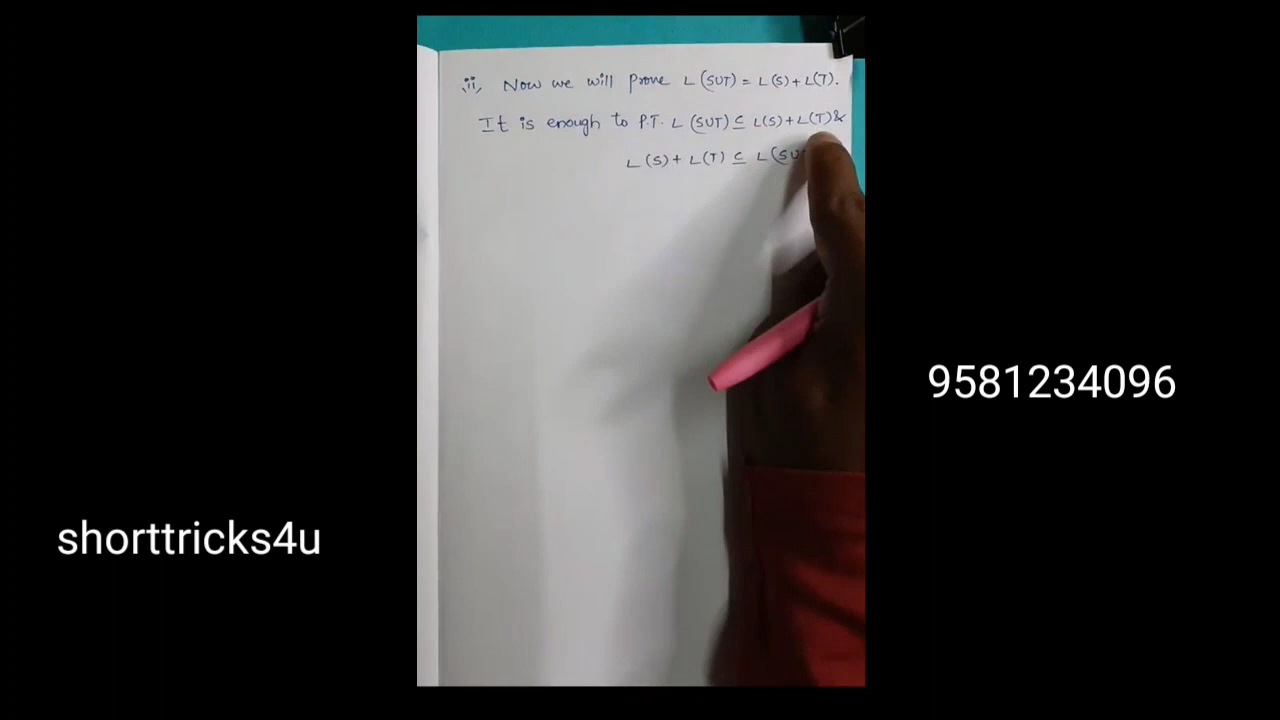 ii, Now we will prove L (SUT) = L(S) + L(T).
It is enough to P.T. L (SUT) ⊆ L(S) + L(T) &
L(S) + L(T) ⊆ L(SU
9581234096
shorttricks4u